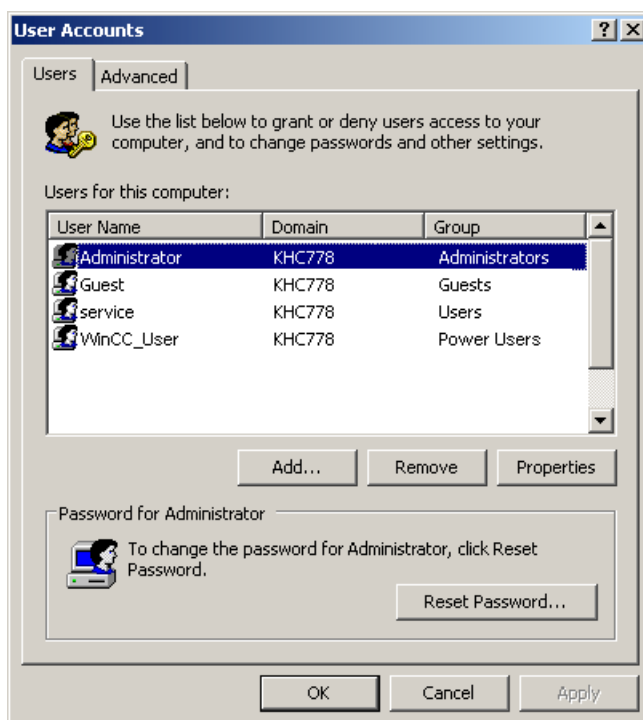 User Accounts
Users Advanced
Use the list below to grant or deny users access to your
computer, and to change passwords and other settings.
Users for this computer:
User Name Domain Group
Administrator KHC778 Administrators
Guest KHC778 Guests
service KHC778 Users
WinCC_User KHC778 Power Users
Add... Remove Properties
Password for Administrator
To change the password for Administrator, click Reset
Password.
Reset Password...
OK Cancel Apply